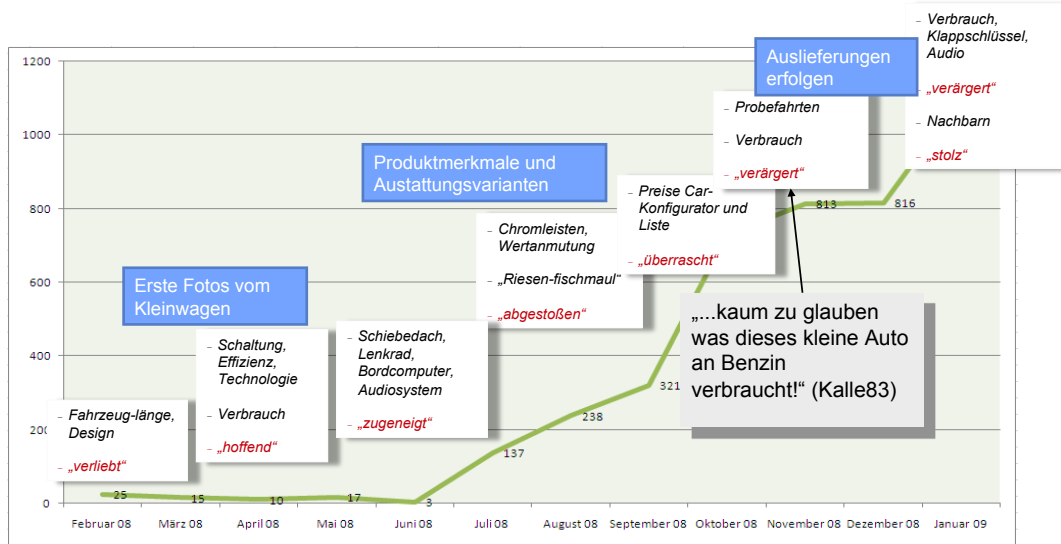 – Verbrauch,
Klappschlüssel,
Audio
– „verärgert“
– Nachbarn
– „stolz“
Auslieferungen
erfolgen
– Probefahrten
– Verbrauch
– „verärgert“
Produktmerkmale und
Austattungsvarianten
– Preise Car-
Konfigurator und
Liste
– „überrascht“
– Chromleisten,
Wertanmutung
– „Riesen-fischmaul“
– „abgestoßen“
Erste Fotos vom
Kleinwagen
– Schiebedach,
Lenkrad,
Bordcomputer,
Audiosystem
– „zugeneigt“
– Schaltung,
Effizienz,
Technologie
– Verbrauch
– „hoffend“
– Fahrzeug-länge,
Design
– „verliebt“
„...kaum zu glauben
was dieses kleine Auto
an Benzin
verbraucht!“ (Kalle83)
1200
1000
800
600
400
200
0
25
15
10
17
3
137
238
321
813
816
Februar 08
März 08
April 08
Mai 08
Juni 08
Juli 08
August 08
September 08
Oktober 08
November 08
Dezember 08
Januar 09